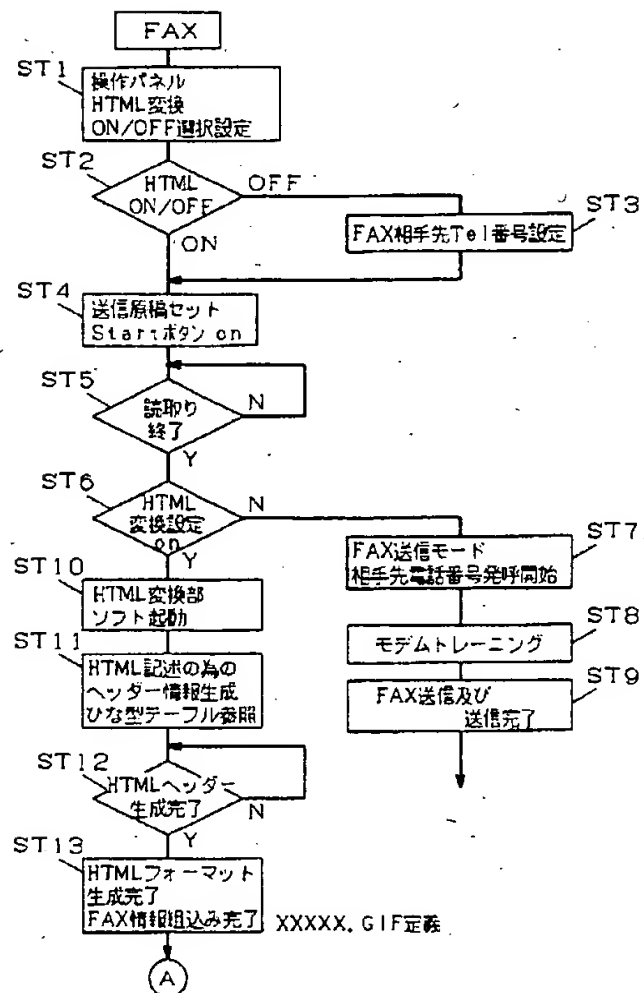 FAX
ST1
操作パネル
HTML変換
ON/OFF選択設定
ST2
HTML
ON/OFF
OFF
ON
ST3
FAX相手先Tel番号設定
ST4
送信原稿セット
Startボタン on
ST5
読取り
終了
N
Y
ST6
HTML
変換設定
on
N
Y
ST7
FAX送信モード
相手先電話番号発呼開始
ST8
モデムトレーニング
ST9
FAX送信及び
送信完了
ST10
HTML変換部
ソフト起動
ST11
HTML記述の為の
ヘッダー情報生成
ひな型テーブル参照
ST12
HTMLヘッダー
生成完了
N
Y
ST13
HTMLフォーマット
生成完了
FAX情報組込み完了
XXXXX. GIF定義
A